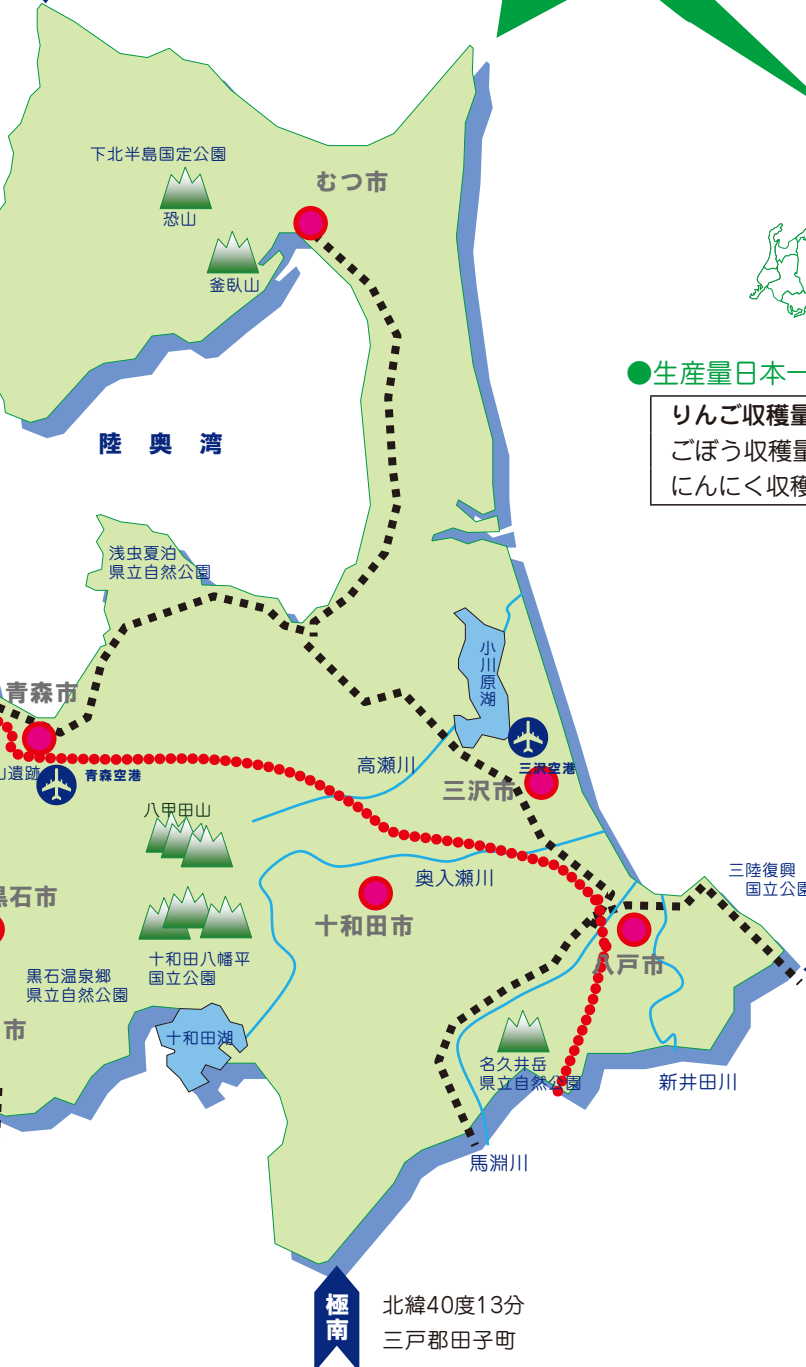 下北半島国定公園
恐山
むつ市
釜臥山
●生産量日本一
りんご収穫量
ごぼう収穫量
にんにく収穫
陸奥湾
浅虫夏泊
県立自然公園
小川原湖
青森市
山遺跡
青森空港
高瀬川
三沢空港
三沢市
八甲田山
奥入瀬川
三陸復興
国立公園
黒石市
十和田市
八戸市
十和田八幡平
国立公園
黒石温泉郷
県立自然公園
市
十和田湖
名久井岳
県立自然公園
新井田川
馬淵川
極南
北緯40度13分
三戸郡田子町